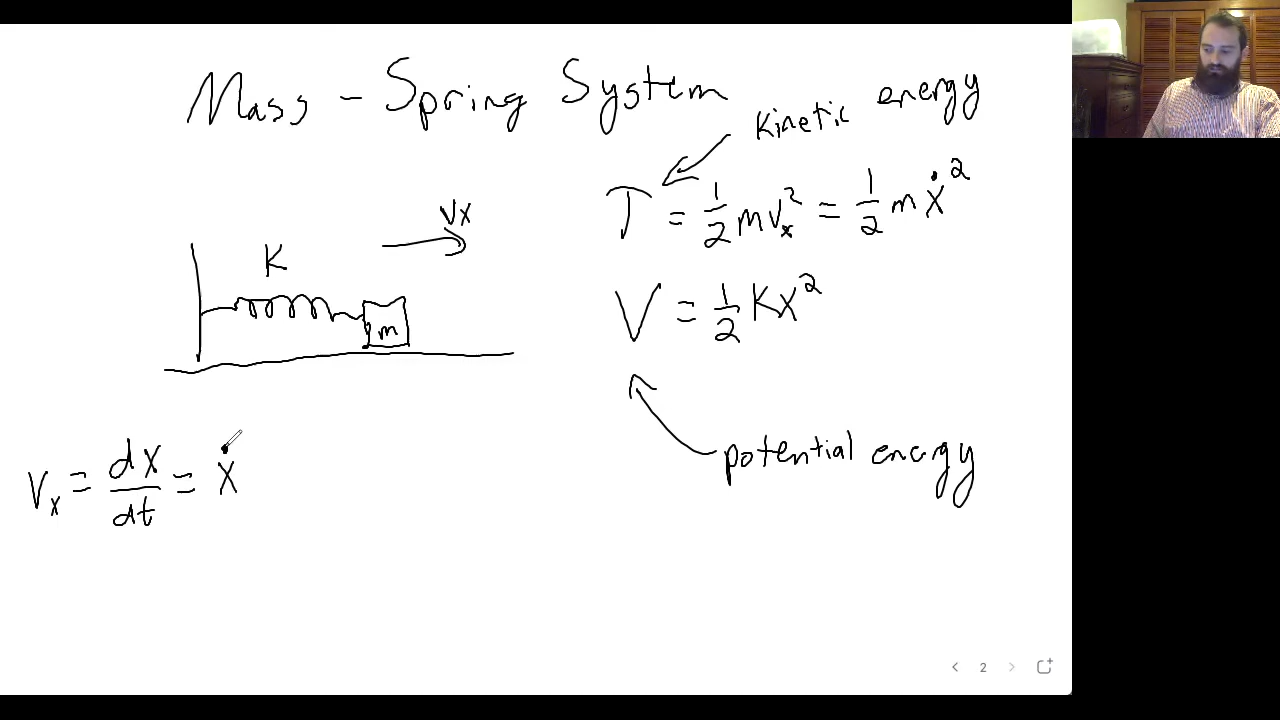 Mass - Spring System
Kinetic energy
T = 1/2 m v_x^2 = 1/2 m ẋ^2
Vx
K
m
V = 1/2 K x^2
potential energy
V_x = dx/dt = ẋ
2